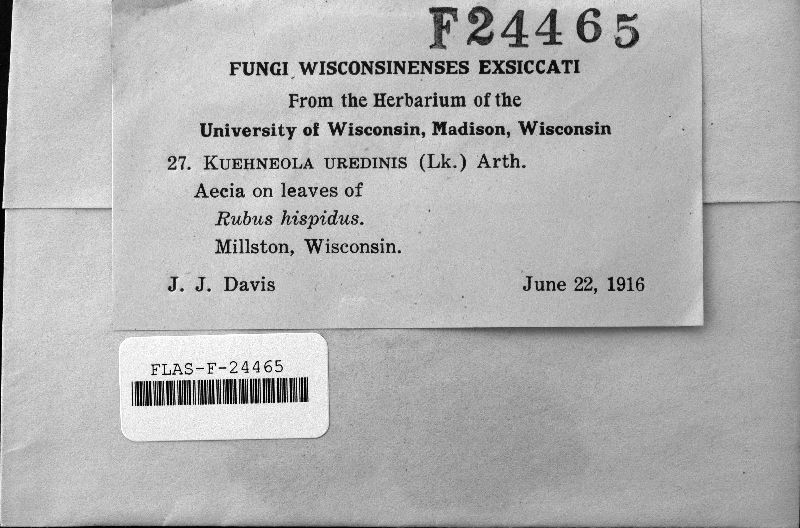 F24465
FUNGI WISCONSINENSES EXSICCATI
From the Herbarium of the
University of Wisconsin, Madison, Wisconsin
27. KUEHNEOLA UREDINIS (Lk.) Arth.
Aecia on leaves of
Rubus hispidus.
Millston, Wisconsin.
J. J. Davis June 22, 1916
FLAS-F-24465